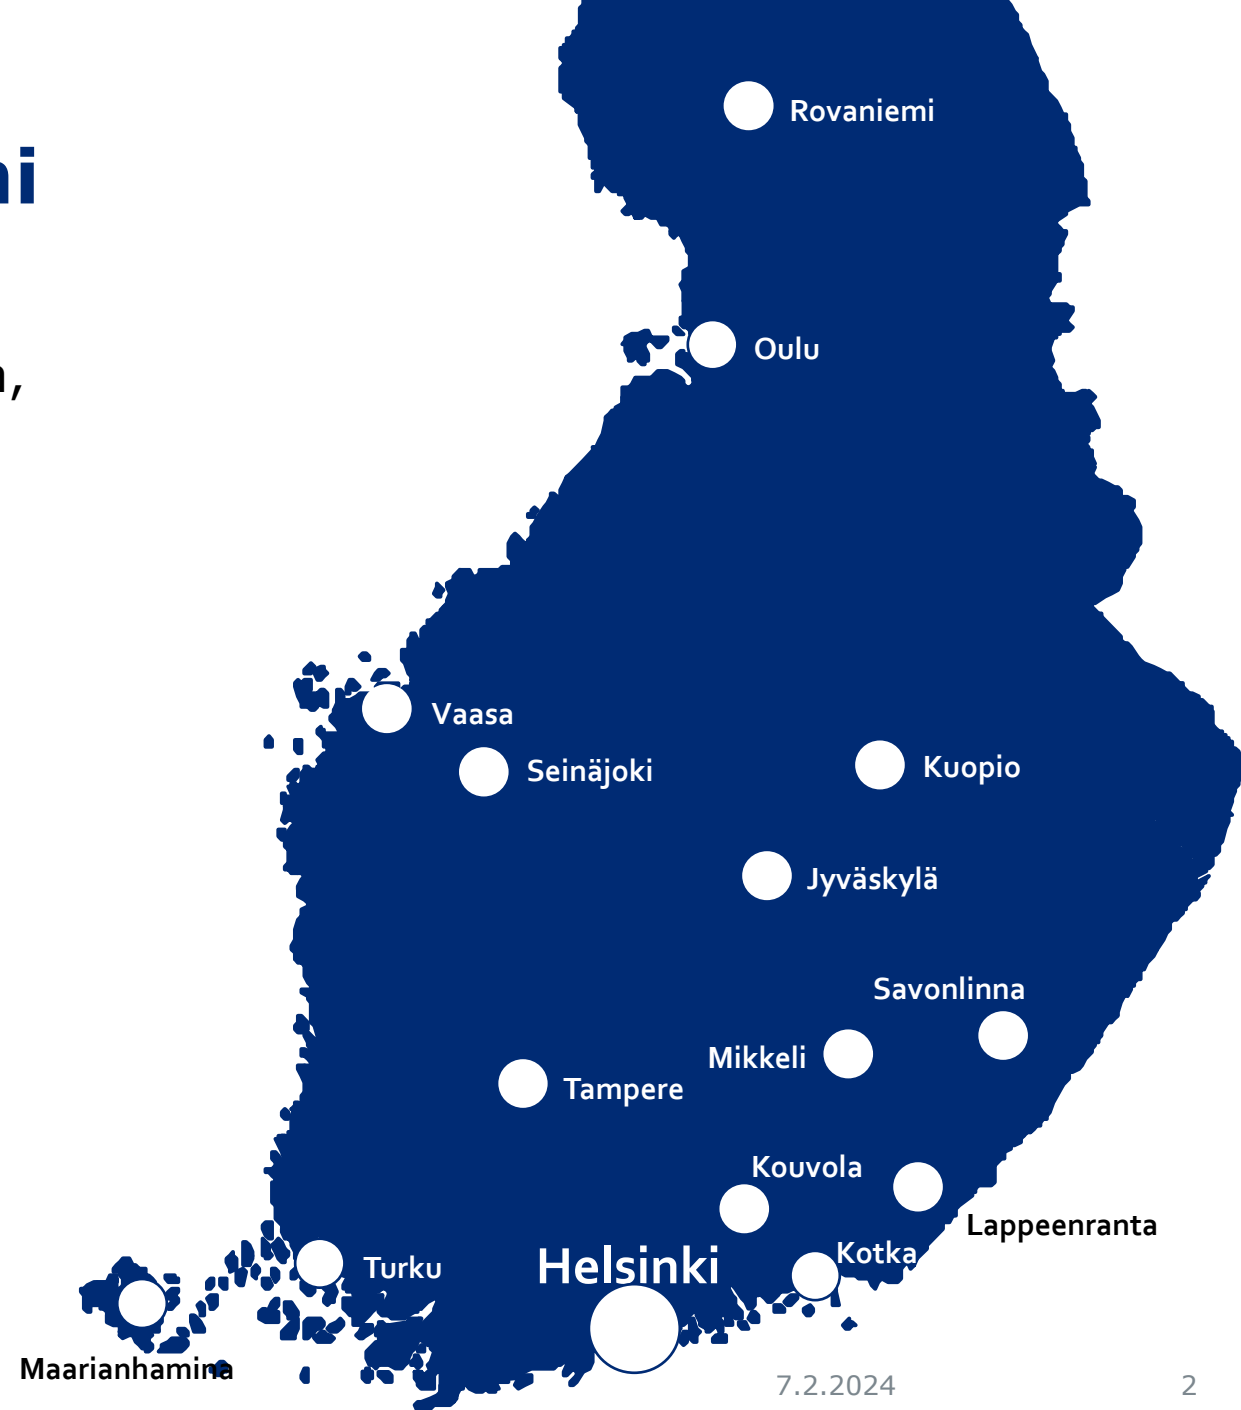 Rovaniemi
Oulu
Vaasa
Seinäjoki
Kuopio
Jyväskylä
Savonlinna
Mikkeli
Tampere
Kouvola
Lappeenranta
Kotka
Helsinki
Turku
Maarianhamina
7.2.2024
2